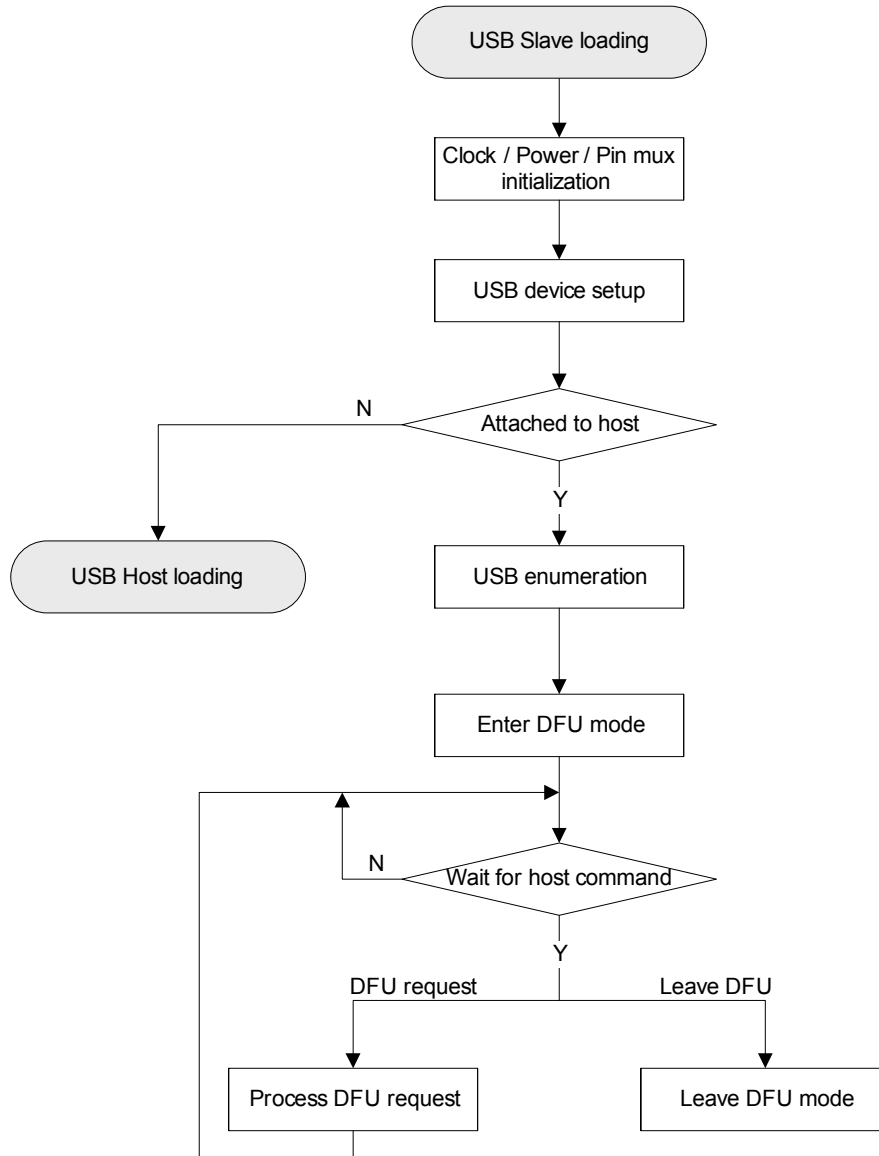 USB Slave loading
Clock / Power / Pin mux
initialization
USB device setup
N
Attached to host
Y
USB Host loading
USB enumeration
Enter DFU mode
N
Wait for host command
Y
DFU request
Leave DFU
Process DFU request
Leave DFU mode